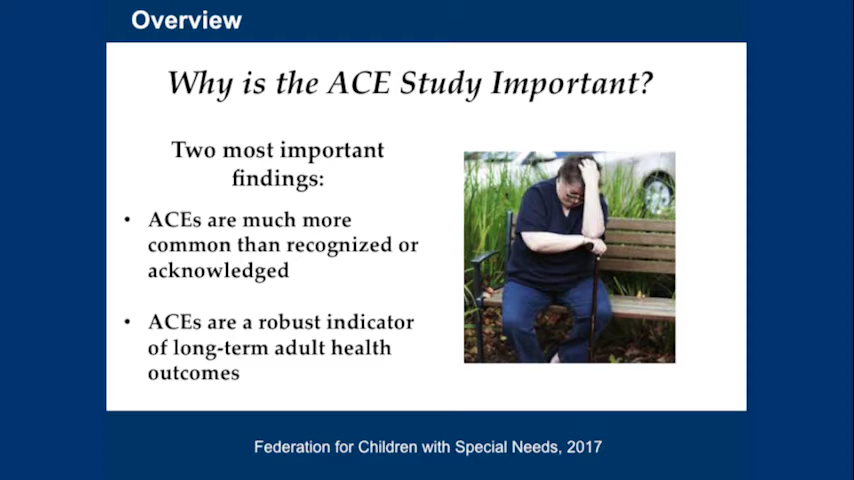 Overview
Why is the ACE Study Important?
Two most important
findings:
• ACEs are much more
common than recognized or
acknowledged
• ACEs are a robust indicator
of long-term adult health
outcomes
Federation for Children with Special Needs, 2017